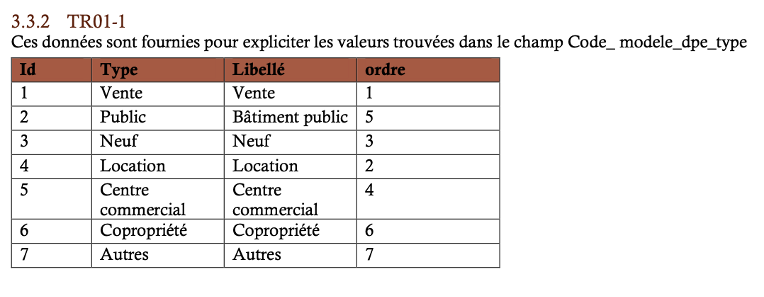 3.3.2 TR01-1
Ces données sont fournies pour expliciter les valeurs trouvées dans le champ Code_ modele_dpe_type
Id Type Libellé ordre
1 Vente Vente 1
2 Public Bâtiment public 5
3 Neuf Neuf 3
4 Location Location 2
5 Centre Centre 4
commercial commercial
6 Copropriété Copropriété 6
7 Autres Autres 7